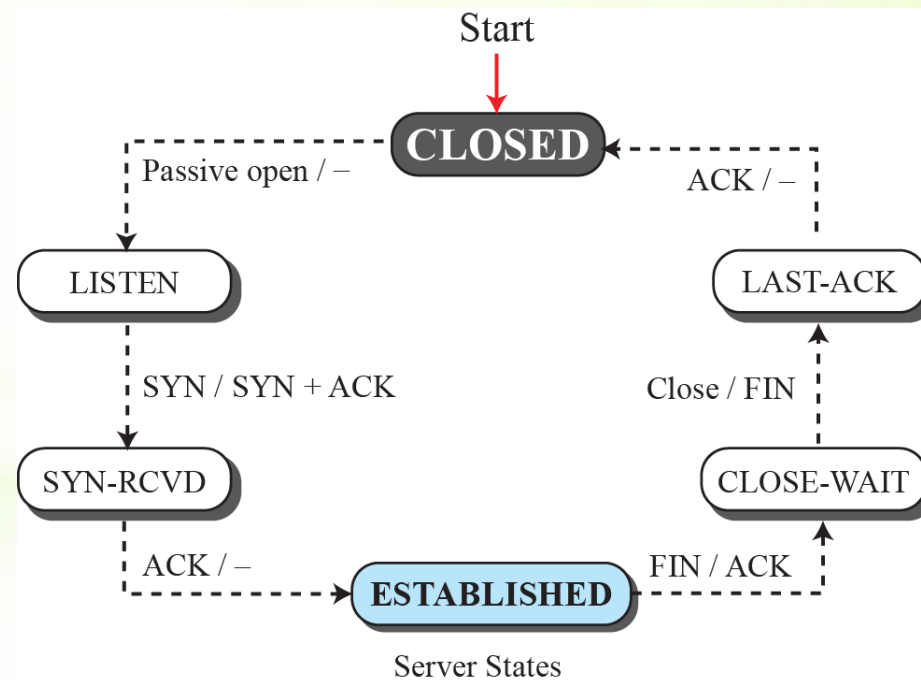 Start
CLOSED
Passive open / –
ACK / –
LISTEN
LAST-ACK
SYN / SYN + ACK
Close / FIN
SYN-RCVD
CLOSE-WAIT
ACK / –
FIN / ACK
ESTABLISHED
Server States